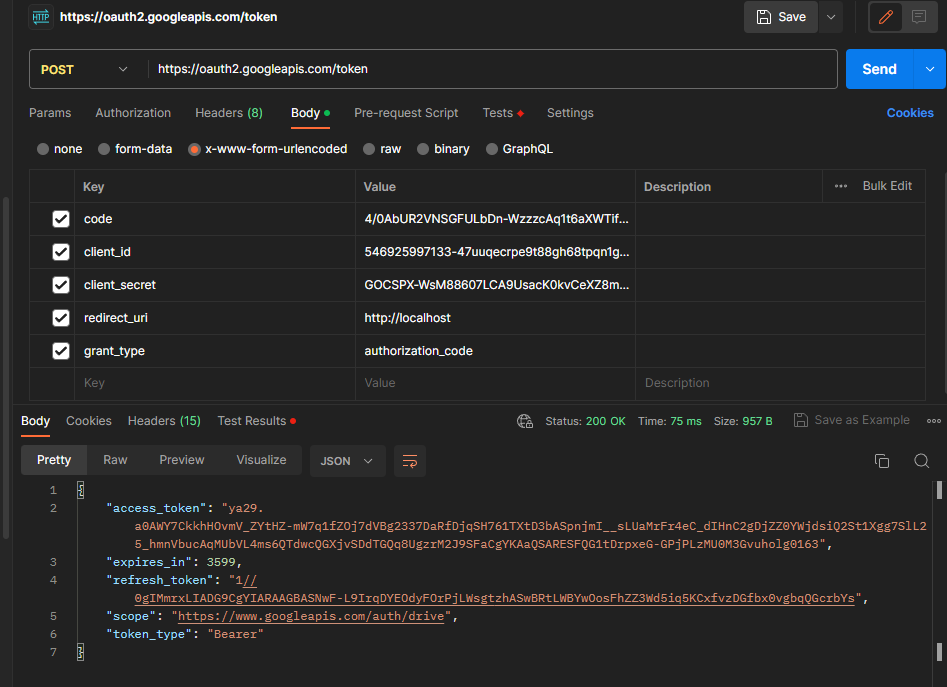 HTTP https://oauth2.googleapis.com/token Save
POST https://oauth2.googleapis.com/token Send
Params Authorization Headers (8) Body Pre-request Script Tests Settings Cookies
none form-data x-www-form-urlencoded raw binary GraphQL
Key Value Description ••• Bulk Edit
code 4/0AbUR2VNSGFULbDn-WzzzcAq1t6aXWTif...
client_id 546925997133-47uuqecrpe9t88gh68tpqn1g...
client_secret GOCSPX-WsM88607LCA9UsacK0kvCeXZ8m...
redirect_uri http://localhost
grant_type authorization_code
Key Value Description
Body Cookies Headers (15) Test Results Status: 200 OK Time: 75 ms Size: 957 B Save as Example
Pretty Raw Preview Visualize JSON
1 {
2 "access_token": "ya29.
a0AWY7CkkhHOvmV_ZYtHZ-mW7q1fZOj7dVBg2337DaRfDjqSH761TXtD3bASpnjmI__sLUaMrFr4eC_dIHnC2gDjZZ0YWjdsiQ2St1Xgg7SlL2
5_hmnVbucAqMUbVL4ms6QTdwcQGXjvSDdTGQq8UgzrM2J9SFaCgYKAaQSARESFQG1tDrpxeG-GPjPLzMU0M3Gvuholg0163",
3 "expires_in": 3599,
4 "refresh_token": "1//
0gIMmrxLIADG9CgYIARAAGBASNwF-L9IrqDYEOdyFOrPjLWsgtzhASwBRtLWBYwOosFhZZ3Wd5iq5KCxfvzDGfbx0vgbqQGcrbYs",
5 "scope": "https://www.googleapis.com/auth/drive",
6 "token_type": "Bearer"
7 }